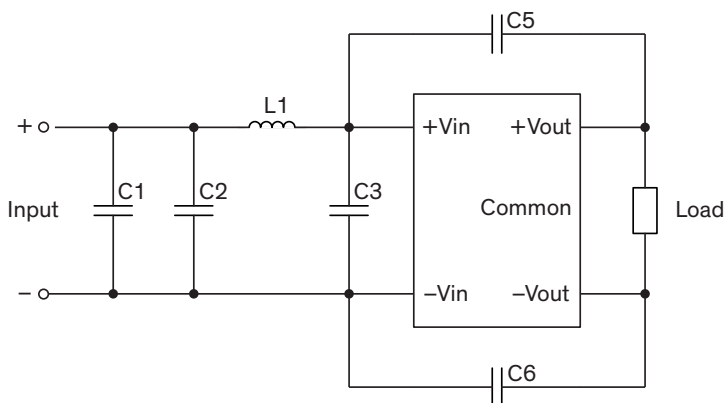 C5
L1
+
+Vin
+Vout
C1
C2
C3
Input
Common
Load
−
−Vin
−Vout
C6